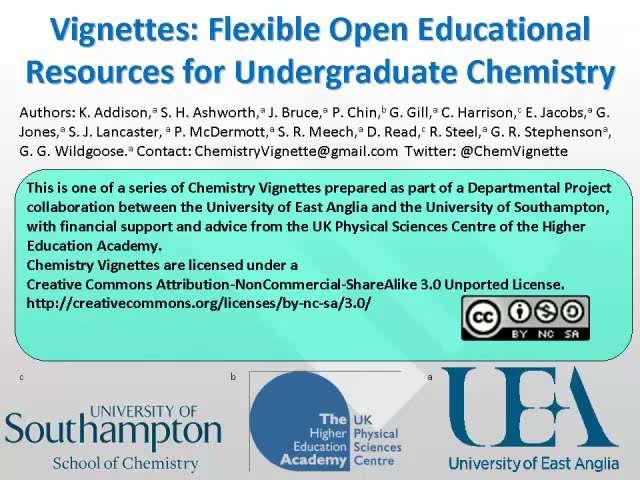 Vignettes: Flexible Open Educational
Resources for Undergraduate Chemistry
Authors: K. Addison,ª S. H. Ashworth,ª J. Bruce,ª P. Chin,ᵇ G. Gill,ª C. Harrison,ᶜ E. Jacobs,ª G.
Jones,ª S. J. Lancaster, ª P. McDermott,ª S. R. Meech,ª D. Read,ᶜ R. Steel,ª G. R. Stephensonª,
G. G. Wildgoose.ª Contact: ChemistryVignette@gmail.com Twitter: @ChemVignette
This is one of a series of Chemistry Vignettes prepared as part of a Departmental Project
collaboration between the University of East Anglia and the University of Southampton,
with financial support and advice from the UK Physical Sciences Centre of the Higher
Education Academy.
Chemistry Vignettes are licensed under a
Creative Commons Attribution-NonCommercial-ShareAlike 3.0 Unported License.
http://creativecommons.org/licenses/by-nc-sa/3.0/
cc
BY NC SA
c
UNIVERSITY OF
Southampton
School of Chemistry
b
The UK
Higher Physical
Education Sciences
Academy Centre
a
UEA
University of East Anglia